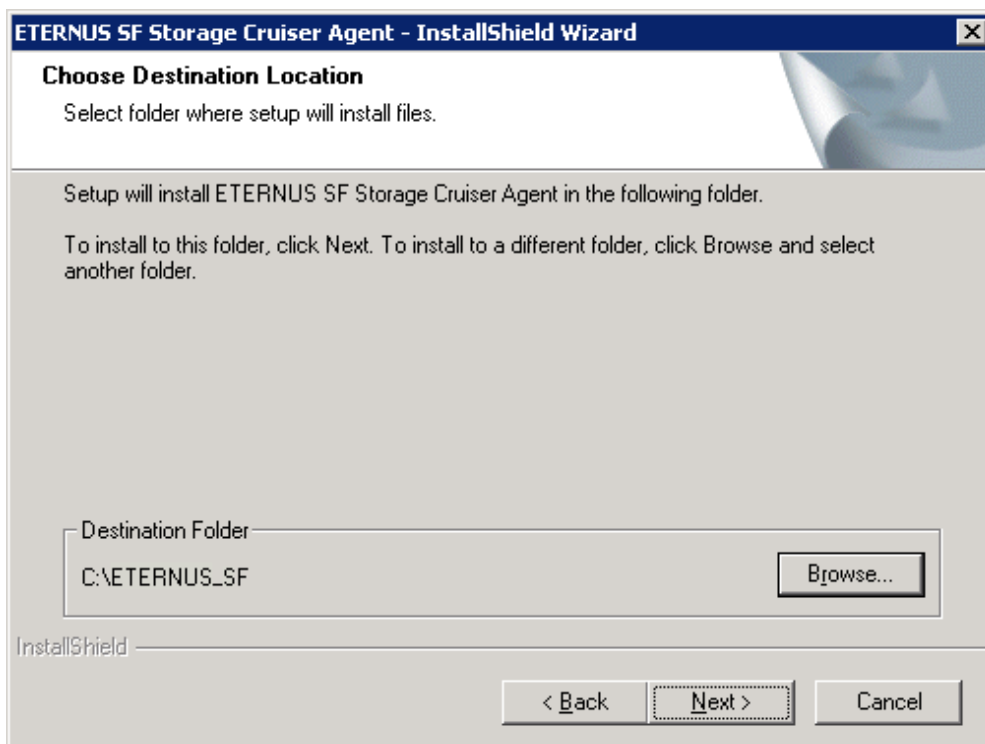 ETERNUS SF Storage Cruiser Agent - InstallShield Wizard
Choose Destination Location
Select folder where setup will install files.
Setup will install ETERNUS SF Storage Cruiser Agent in the following folder.
To install to this folder, click Next. To install to a different folder, click Browse and select
another folder.
Destination Folder
C:\ETERNUS_SF
Browse...
InstallShield
< Back
Next >
Cancel